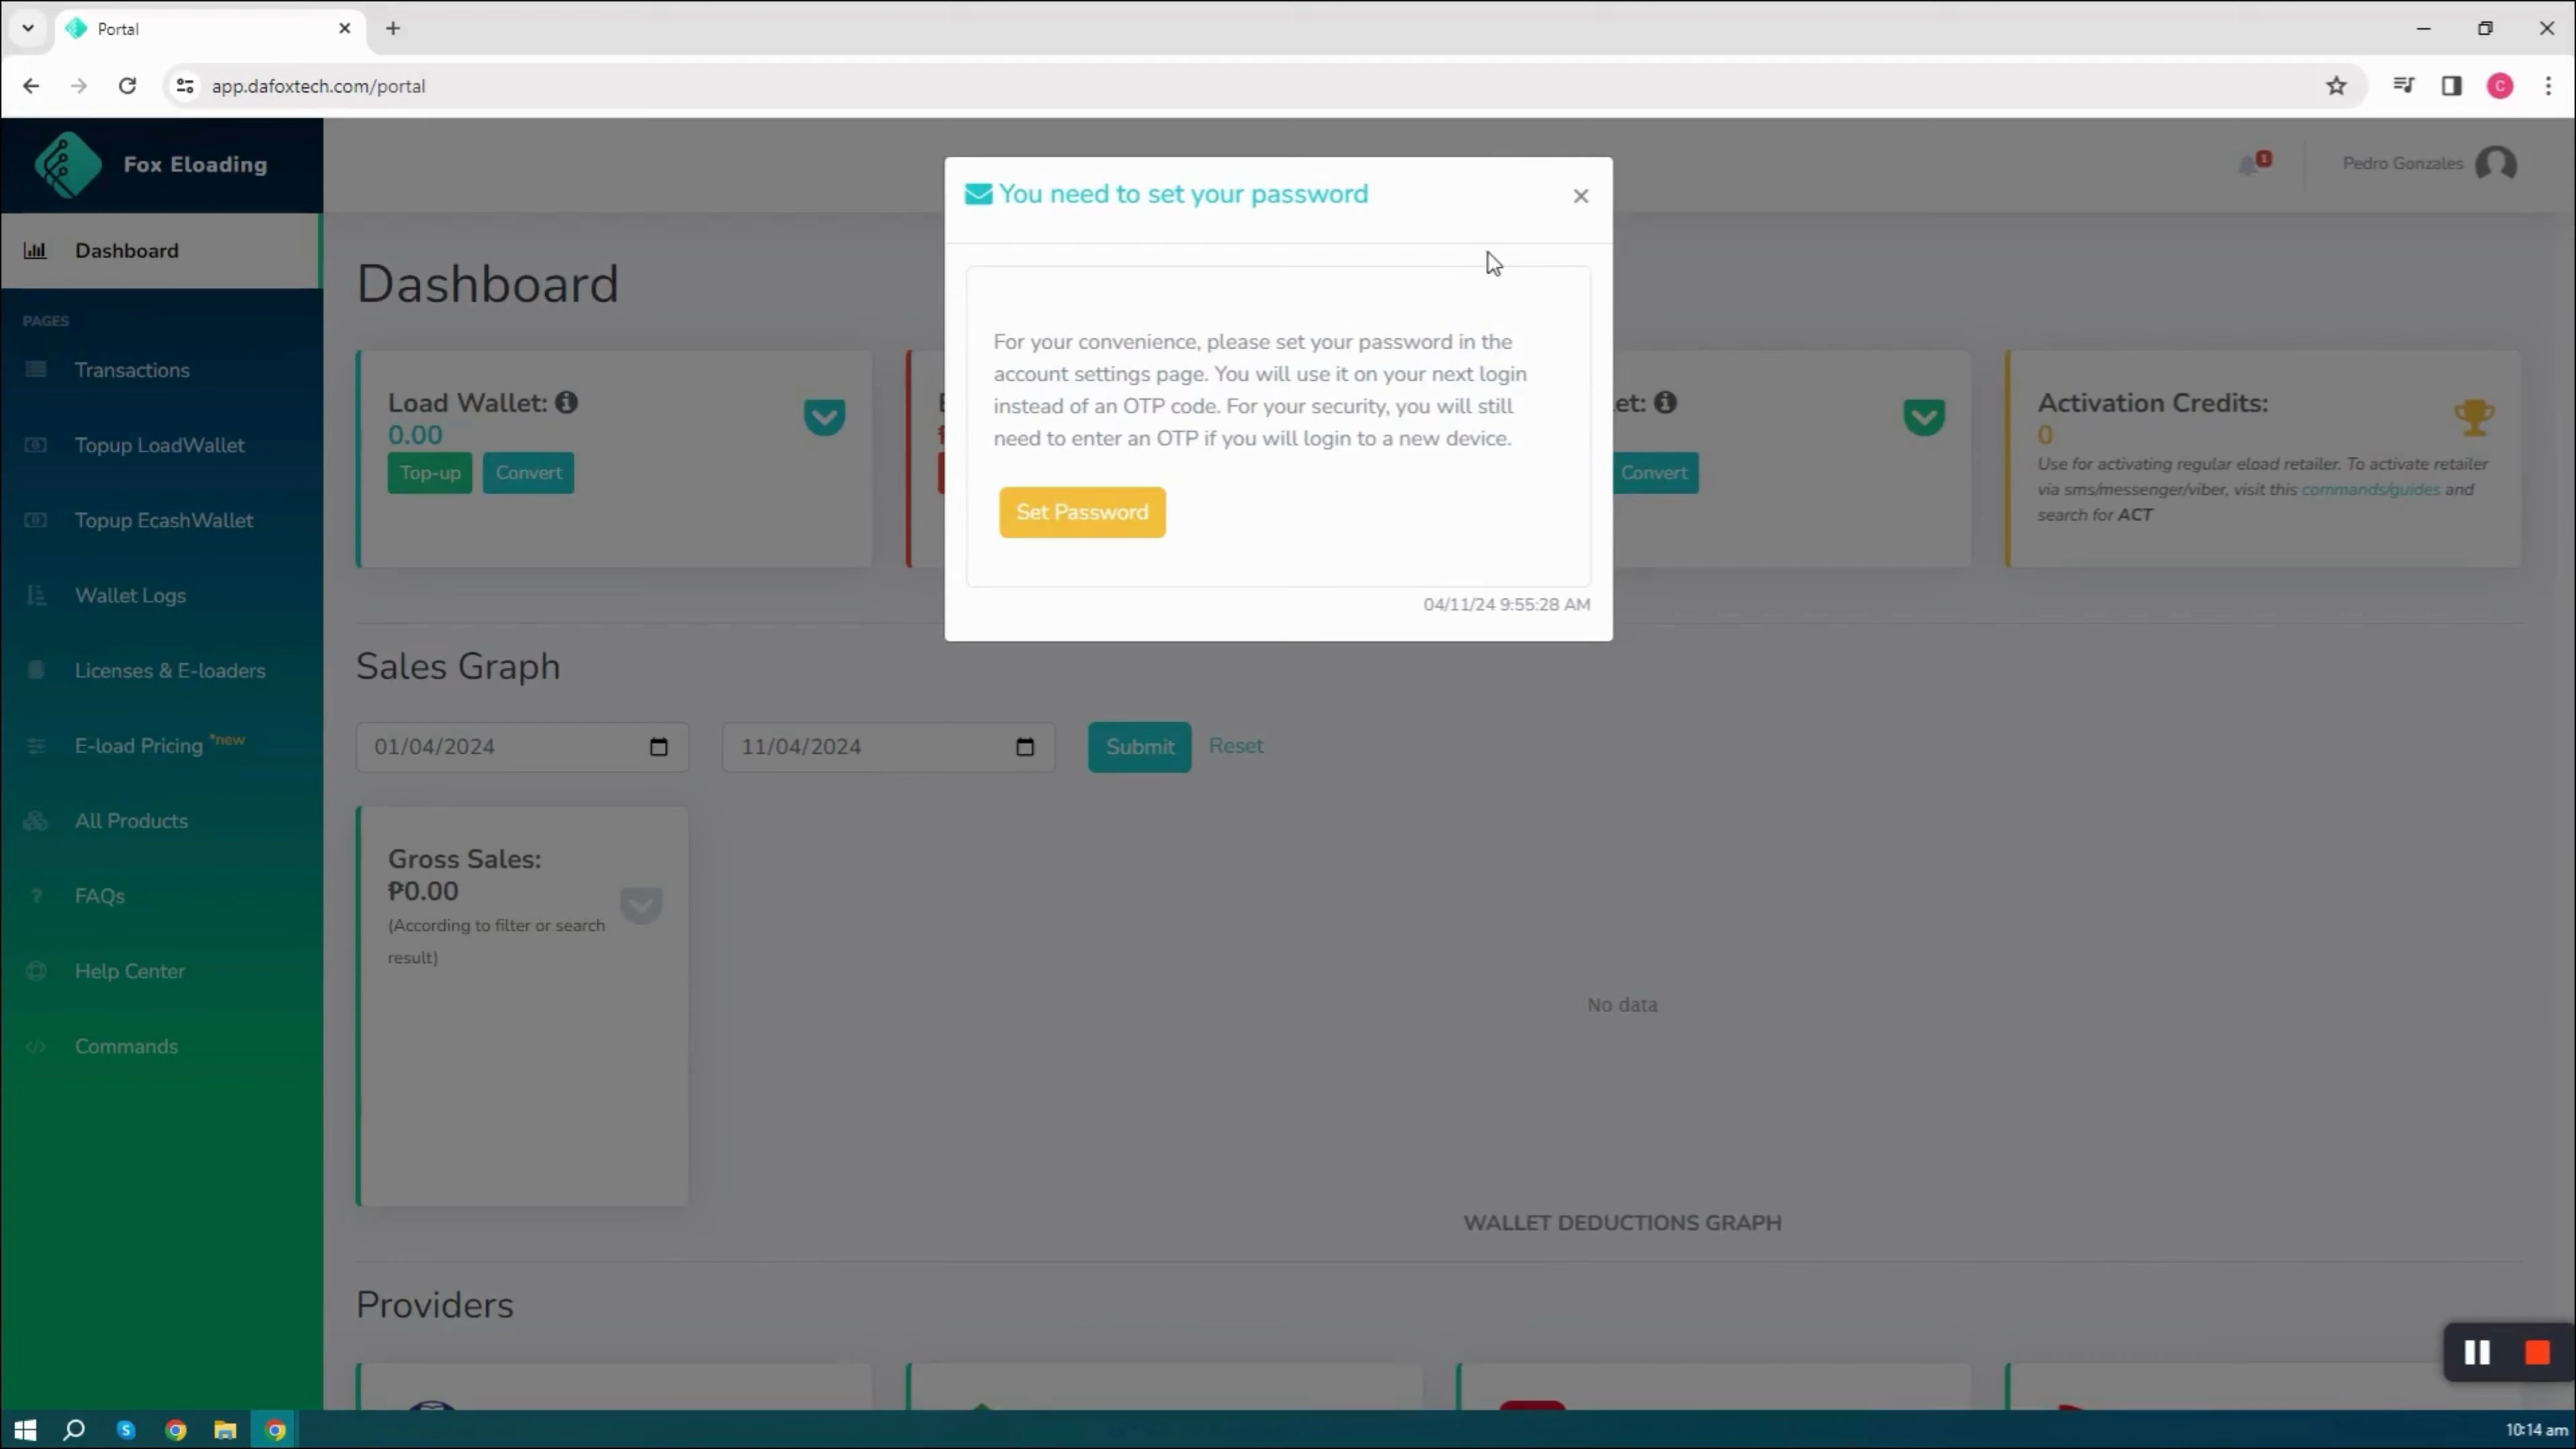 Portal
app.dafoxtech.com/portal
Fox Eloading
1
Pedro Gonzales
Dashboard
PAGES
Transactions
Topup LoadWallet
Topup EcashWallet
Wallet Logs
Licenses & E-loaders
E-load Pricing *new
All Products
FAQs
Help Center
Commands
Dashboard
Load Wallet:
0.00
Top-up Convert
You need to set your password
×
For your convenience, please set your password in the
account settings page. You will use it on your next login
instead of an OTP code. For your security, you will still
need to enter an OTP if you will login to a new device.
Set Password
04/11/24 9:55:28 AM
et:
Convert
Activation Credits:
0
Use for activating regular eload retailer. To activate retailer
via sms/messenger/viber, visit this commands/guides and
search for ACT
Sales Graph
01/04/2024
11/04/2024
Submit Reset
Gross Sales:
₱0.00
(According to filter or search
result)
No data
WALLET DEDUCTIONS GRAPH
Providers
10:14 am